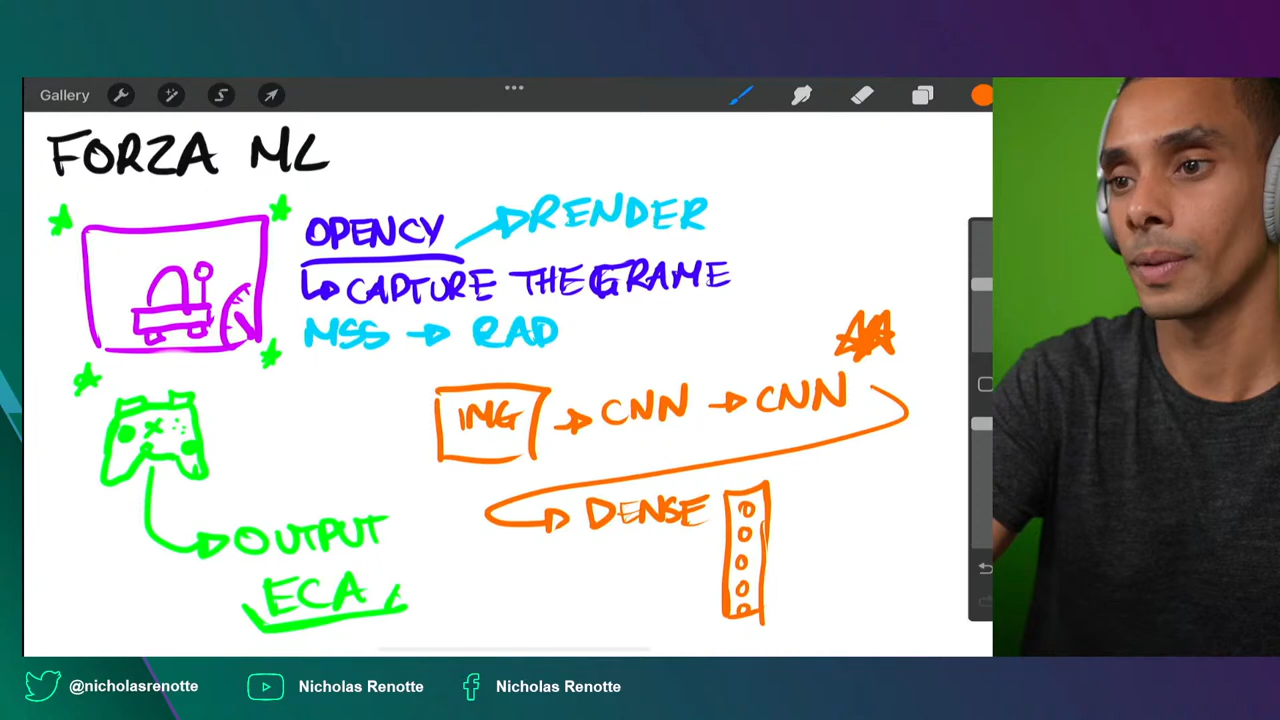 Gallery
FORZA ML
OPENCV → RENDER
↳ CAPTURE THE GRAME
MSS → RAD
IMG → CNN → CNN
DENSE
OUTPUT
ECA
@nicholasrenotte
Nicholas Renotte
Nicholas Renotte